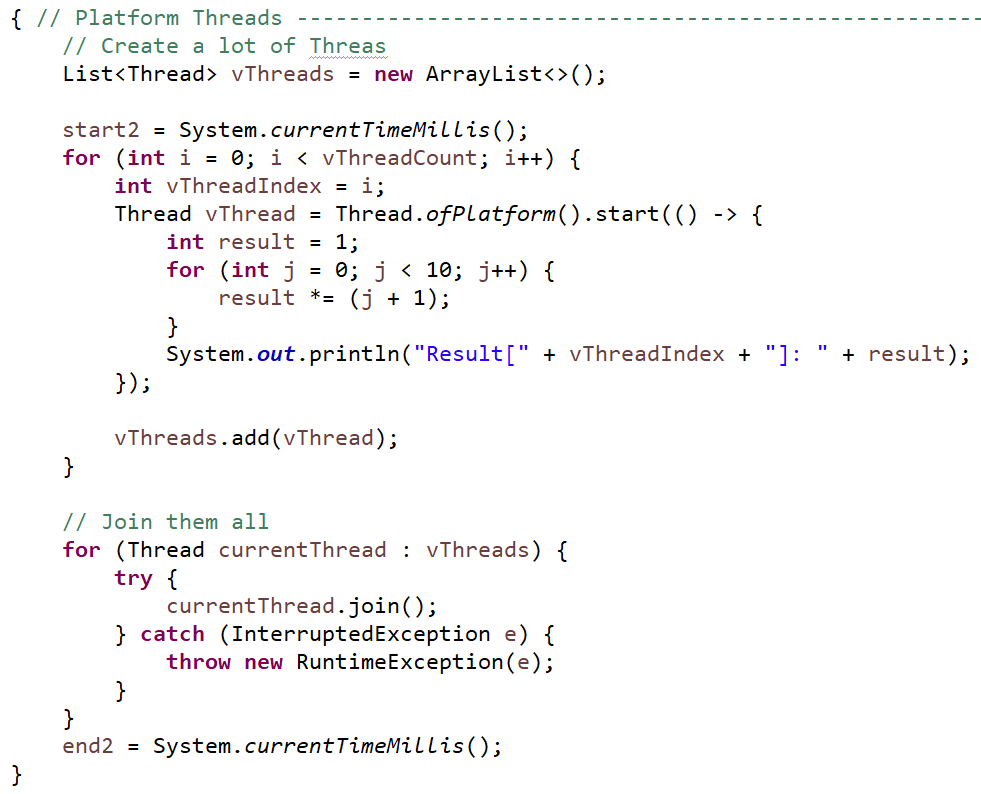 { // Platform Threads -----------------------------------------------------
    // Create a lot of Threas
    List<Thread> vThreads = new ArrayList<>();

    start2 = System.currentTimeMillis();
    for (int i = 0; i < vThreadCount; i++) {
        int vThreadIndex = i;
        Thread vThread = Thread.ofPlatform().start(() -> {
            int result = 1;
            for (int j = 0; j < 10; j++) {
                result *= (j + 1);
            }
            System.out.println("Result[" + vThreadIndex + "]: " + result);
        });

        vThreads.add(vThread);
    }

    // Join them all
    for (Thread currentThread : vThreads) {
        try {
            currentThread.join();
        } catch (InterruptedException e) {
            throw new RuntimeException(e);
        }
    }
    end2 = System.currentTimeMillis();
}